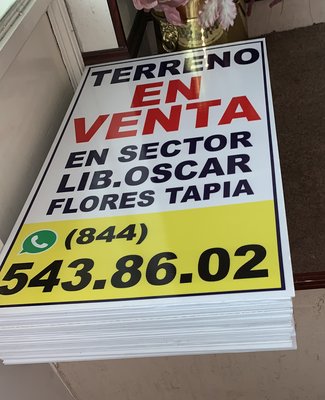 TERRENO
EN
VENTA
EN SECTOR
LIB.OSCAR
FLORES TAPIA
(844)
543.86.02